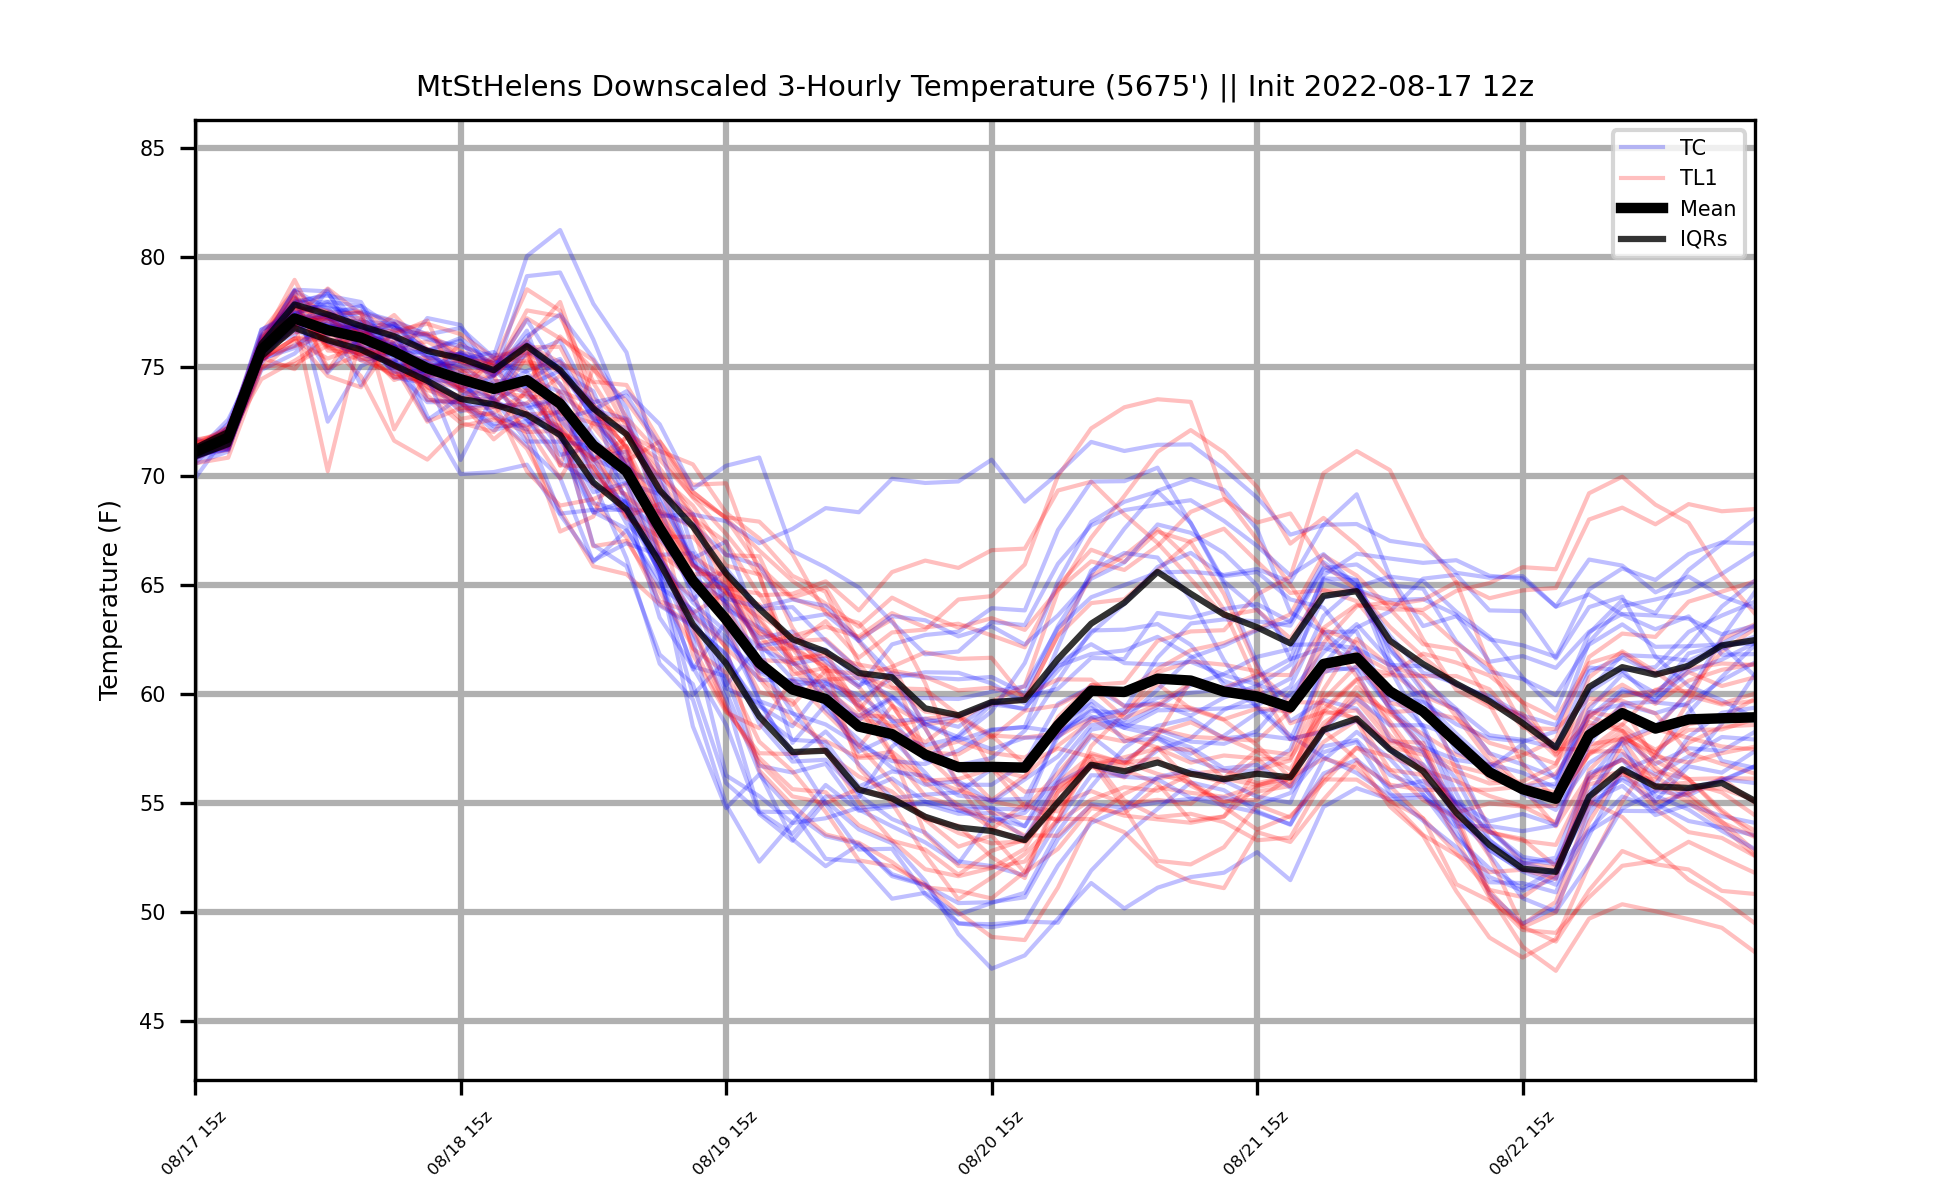 MtStHelens Downscaled 3-Hourly Temperature (5675') || Init 2022-08-17 12z
TC
TL1
Mean
IQRs
Temperature (F)
85
80
75
70
65
60
55
50
45
08/17 15z
08/18 15z
08/19 15z
08/20 15z
08/21 15z
08/22 15z